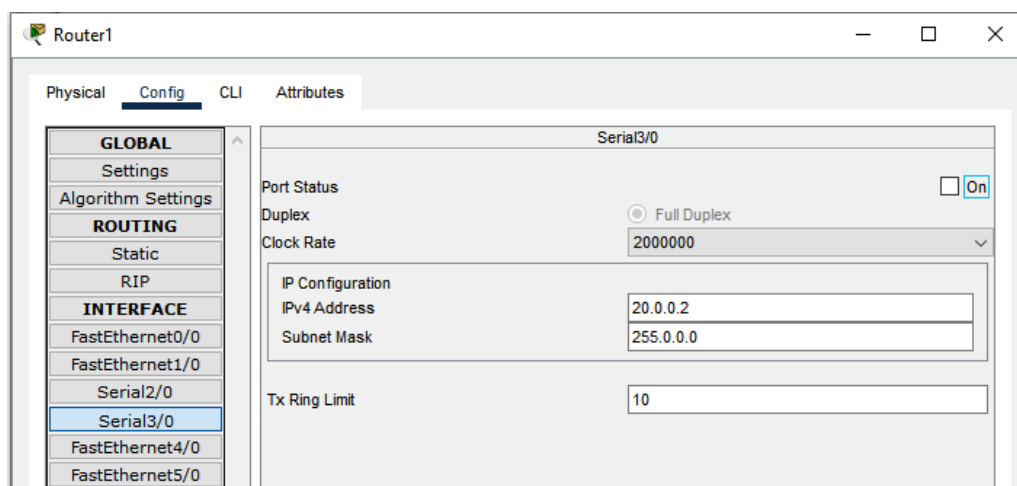 Router1
Physical Config CLI Attributes
GLOBAL
Settings
Algorithm Settings
ROUTING
Static
RIP
INTERFACE
FastEthernet0/0
FastEthernet1/0
Serial2/0
Serial3/0
FastEthernet4/0
FastEthernet5/0
Serial3/0
Port Status On
Duplex Full Duplex
Clock Rate 2000000
IP Configuration
IPv4 Address 20.0.0.2
Subnet Mask 255.0.0.0
Tx Ring Limit 10